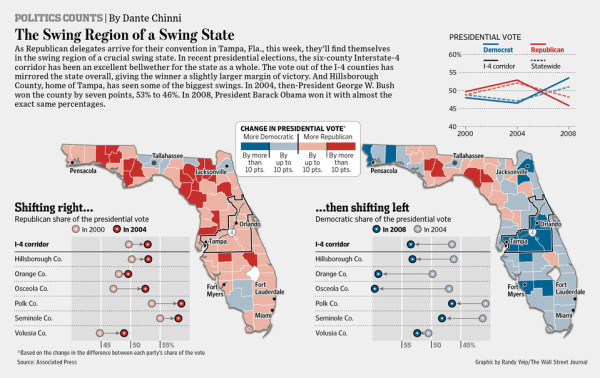 POLITICS COUNTS | By Dante Chinni
The Swing Region of a Swing State
As Republican delegates arrive for their convention in Tampa, Fla., this week, they'll find themselves
in the swing region of a crucial swing state. In recent presidential elections, the six-county Interstate-4
corridor has been an excellent bellwether for the state as a whole. The vote out of the I-4 counties has
mirrored the state overall, giving the winner a slightly larger margin of victory. And Hillsborough
County, home of Tampa, has seen some of the biggest swings. In 2004, then-President George W. Bush
won the county by seven points, 53% to 46%. In 2008, President Barack Obama won it with almost the
exact same percentages.
PRESIDENTIAL VOTE
Democrat
Republican
I-4 corridor
Statewide
60%
55
50
45
40
2000
2004
2008
CHANGE IN PRESIDENTIAL VOTE*
More Democratic
More Republican
By more than 10 pts.
By up to 10 pts.
By up to 10 pts.
By more than 10 pts.
Pensacola
Tallahassee
Jacksonville
Orlando
Tampa
4
Fort Myers
Fort Lauderdale
Miami
Pensacola
Tallahassee
Jacksonville
Orlando
Tampa
4
Fort Myers
Fort Lauderdale
Miami
Shifting right...
Republican share of the presidential vote
In 2000
In 2004
I-4 corridor
Hillsborough Co.
Orange Co.
Osceola Co.
Polk Co.
Seminole Co.
Volusia Co.
45
50
55%
...then shifting left
Democratic share of the presidential vote
In 2008
In 2004
I-4 corridor
Hillsborough Co.
Orange Co.
Osceola Co.
Polk Co.
Seminole Co.
Volusia Co.
55
50
45%
*Based on the change in the difference between each party's share of the vote
Source: Associated Press
Graphic by Randy Yeip/The Wall Street Journal